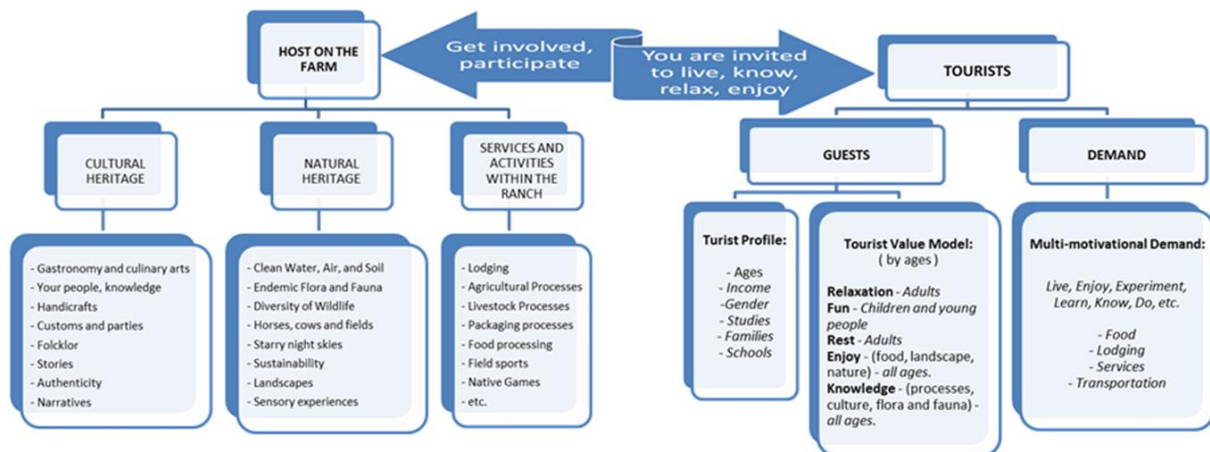 HOST ON THE
FARM
Get involved,
participate
You are invited
to live, know,
relax, enjoy
TOURISTS
CULTURAL
HERITAGE
NATURAL
HERITAGE
SERVICES AND
ACTIVITIES
WITHIN THE
RANCH
GUESTS
DEMAND
- Gastronomy and culinary arts
- Your people, knowledge
- Handicrafts
- Customs and parties
- Folcklor
- Stories
- Authenticity
- Narratives
- Clean Water, Air, and Soil
- Endemic Flora and Fauna
- Diversity of Wildlife
- Horses, cows and fields
- Starry night skies
- Sustainability
- Landscapes
- Sensory experiences
- Lodging
- Agricultural Processes
- Livestock Processes
- Packaging processes
- Food processing
- Field sports
- Native Games
- etc.
Turist Profile:
- Ages
- Income
-Gender
- Studies
- Families
- Schools
Tourist Value Model:
( by ages )
Relaxation - Adults
Fun - Children and young
people
Rest - Adults
Enjoy - (food, landscape,
nature) - all ages.
Knowledge - (processes,
culture, flora and fauna) -
all ages.
Multi-motivational Demand:
Live, Enjoy, Experiment,
Learn, Know, Do, etc.
- Food
- Lodging
- Services
- Transportation